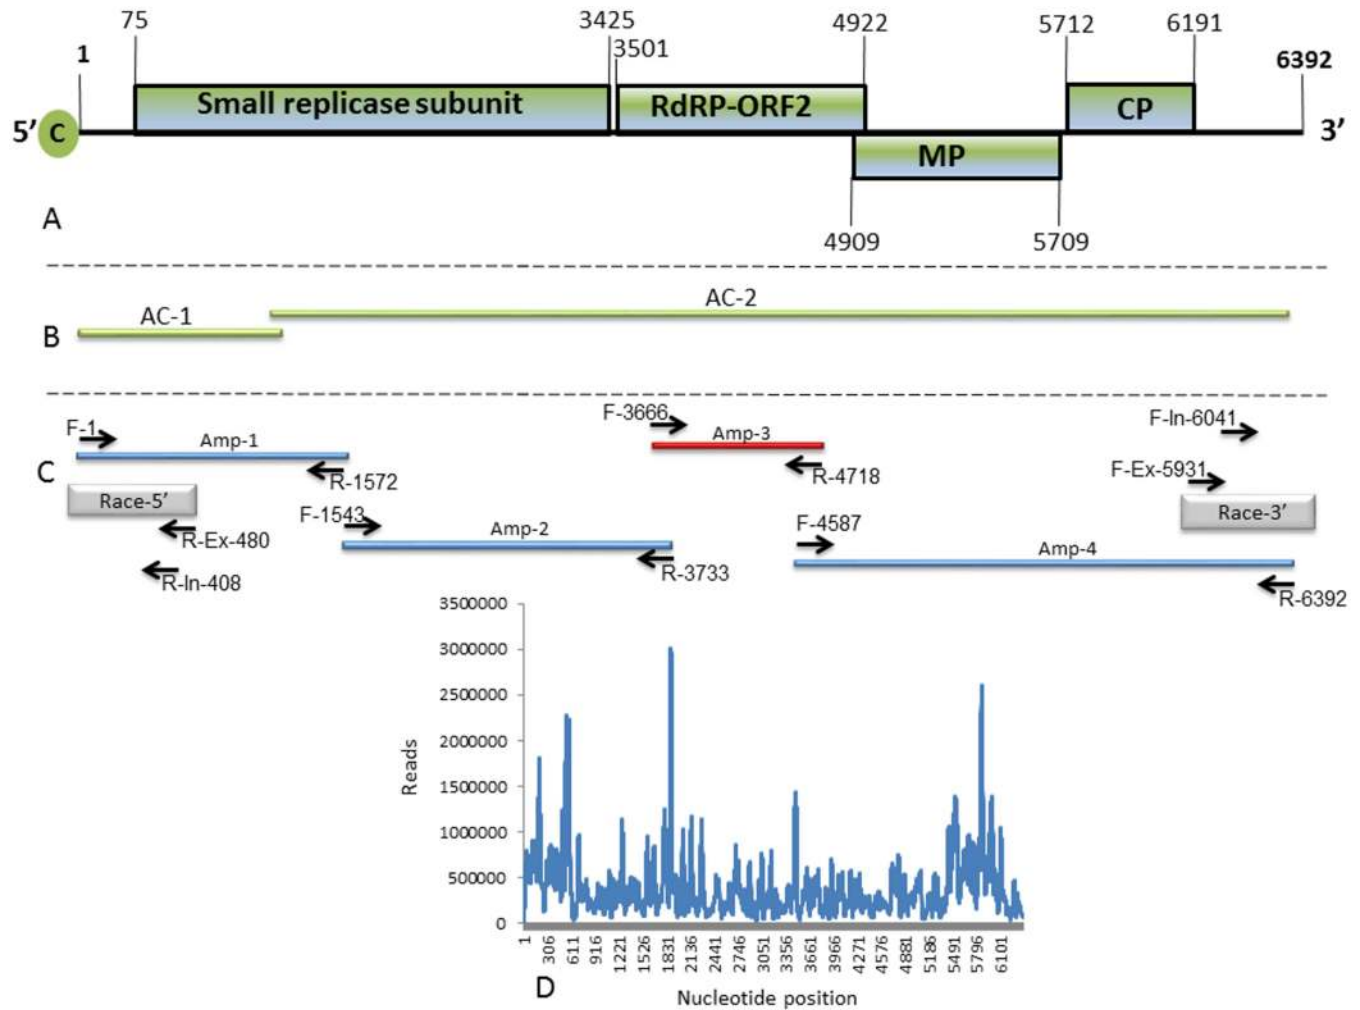 75 3425 4922 5712 6191
1 3501 6392
Small replicase subunit RdRP-ORF2 CP
5’ C 3’
MP
A
4909 5709
AC-1 AC-2
B
F-1 Amp-1 F-3666 Amp-3 F-In-6041
C R-1572 R-4718 F-Ex-5931
Race-5’ F-1543 Amp-2 F-4587 Amp-4 Race-3’
R-Ex-480
R-In-408 R-3733 R-6392
3500000
3000000
2500000
2000000
1500000
1000000
500000
0
Reads
1 306 611 916 1221 1526 1831 2136 2441 2746 3051 3356 3661 3966 4271 4576 4881 5186 5491 5796 6101
D
Nucleotide position